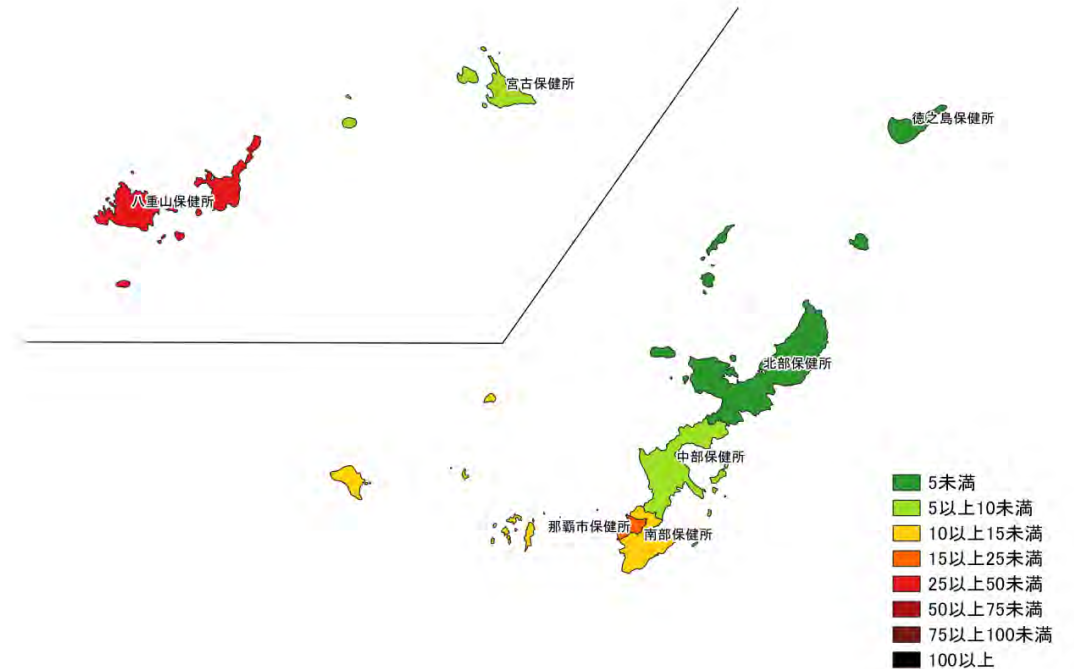 宮古保健所
徳之島保健所
八重山保健所
北部保健所
中部保健所
那覇市保健所
南部保健所
5未満
5以上10未満
10以上15未満
15以上25未満
25以上50未満
50以上75未満
75以上100未満
100以上